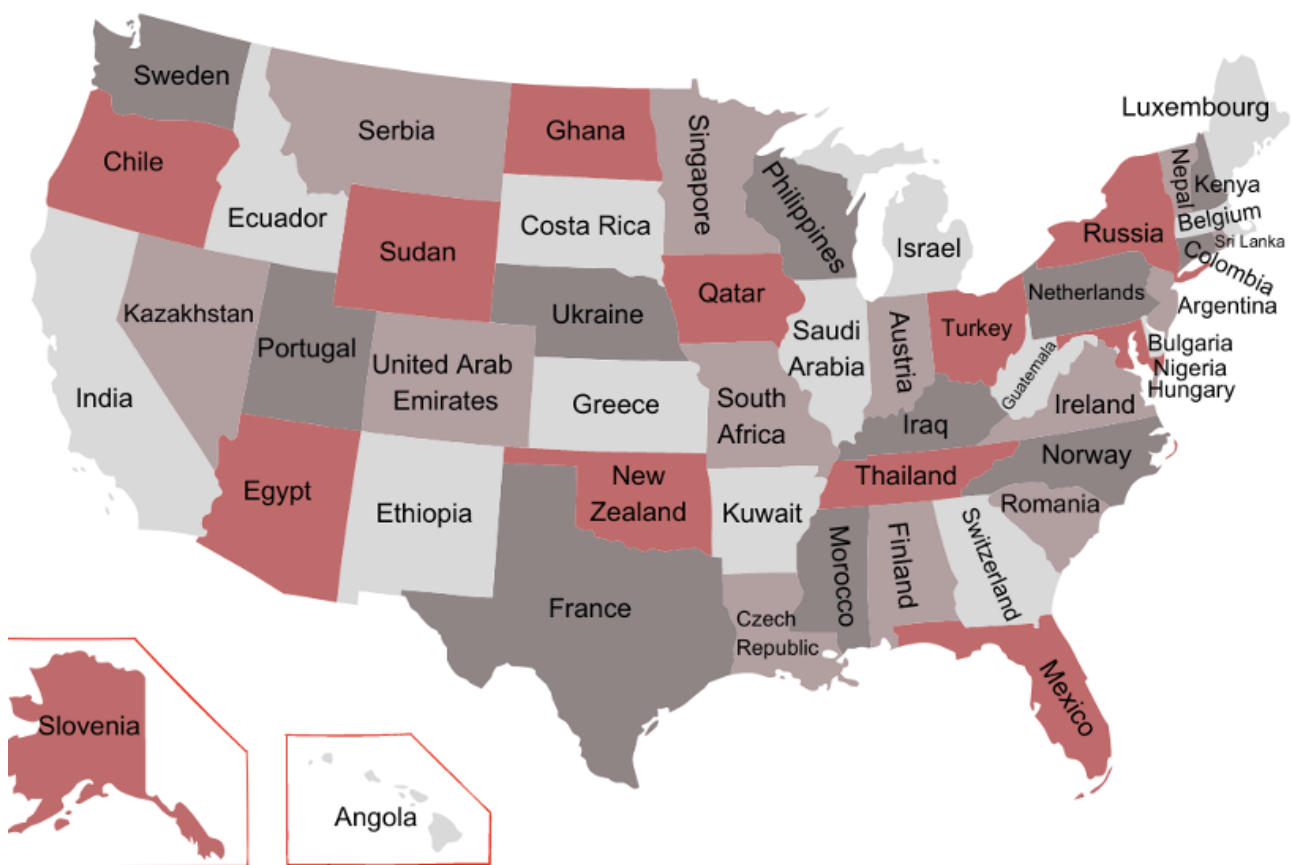 Sweden
Luxembourg
Serbia
Ghana
Singapore
Chile
Nepal
Kenya
Philippines
Ecuador
Costa Rica
Belgium
Russia
Sri Lanka
Sudan
Israel
Colombia
Qatar
Netherlands
Argentina
Kazakhstan
Ukraine
Turkey
Portugal
Saudi
Arabia
Austria
Bulgaria
United Arab
Emirates
Guatemala
Nigeria
Hungary
India
Greece
South
Africa
Ireland
Iraq
Norway
Egypt
New
Zealand
Thailand
Romania
Ethiopia
Kuwait
Morocco
Finland
Switzerland
France
Czech
Republic
Mexico
Slovenia
Angola